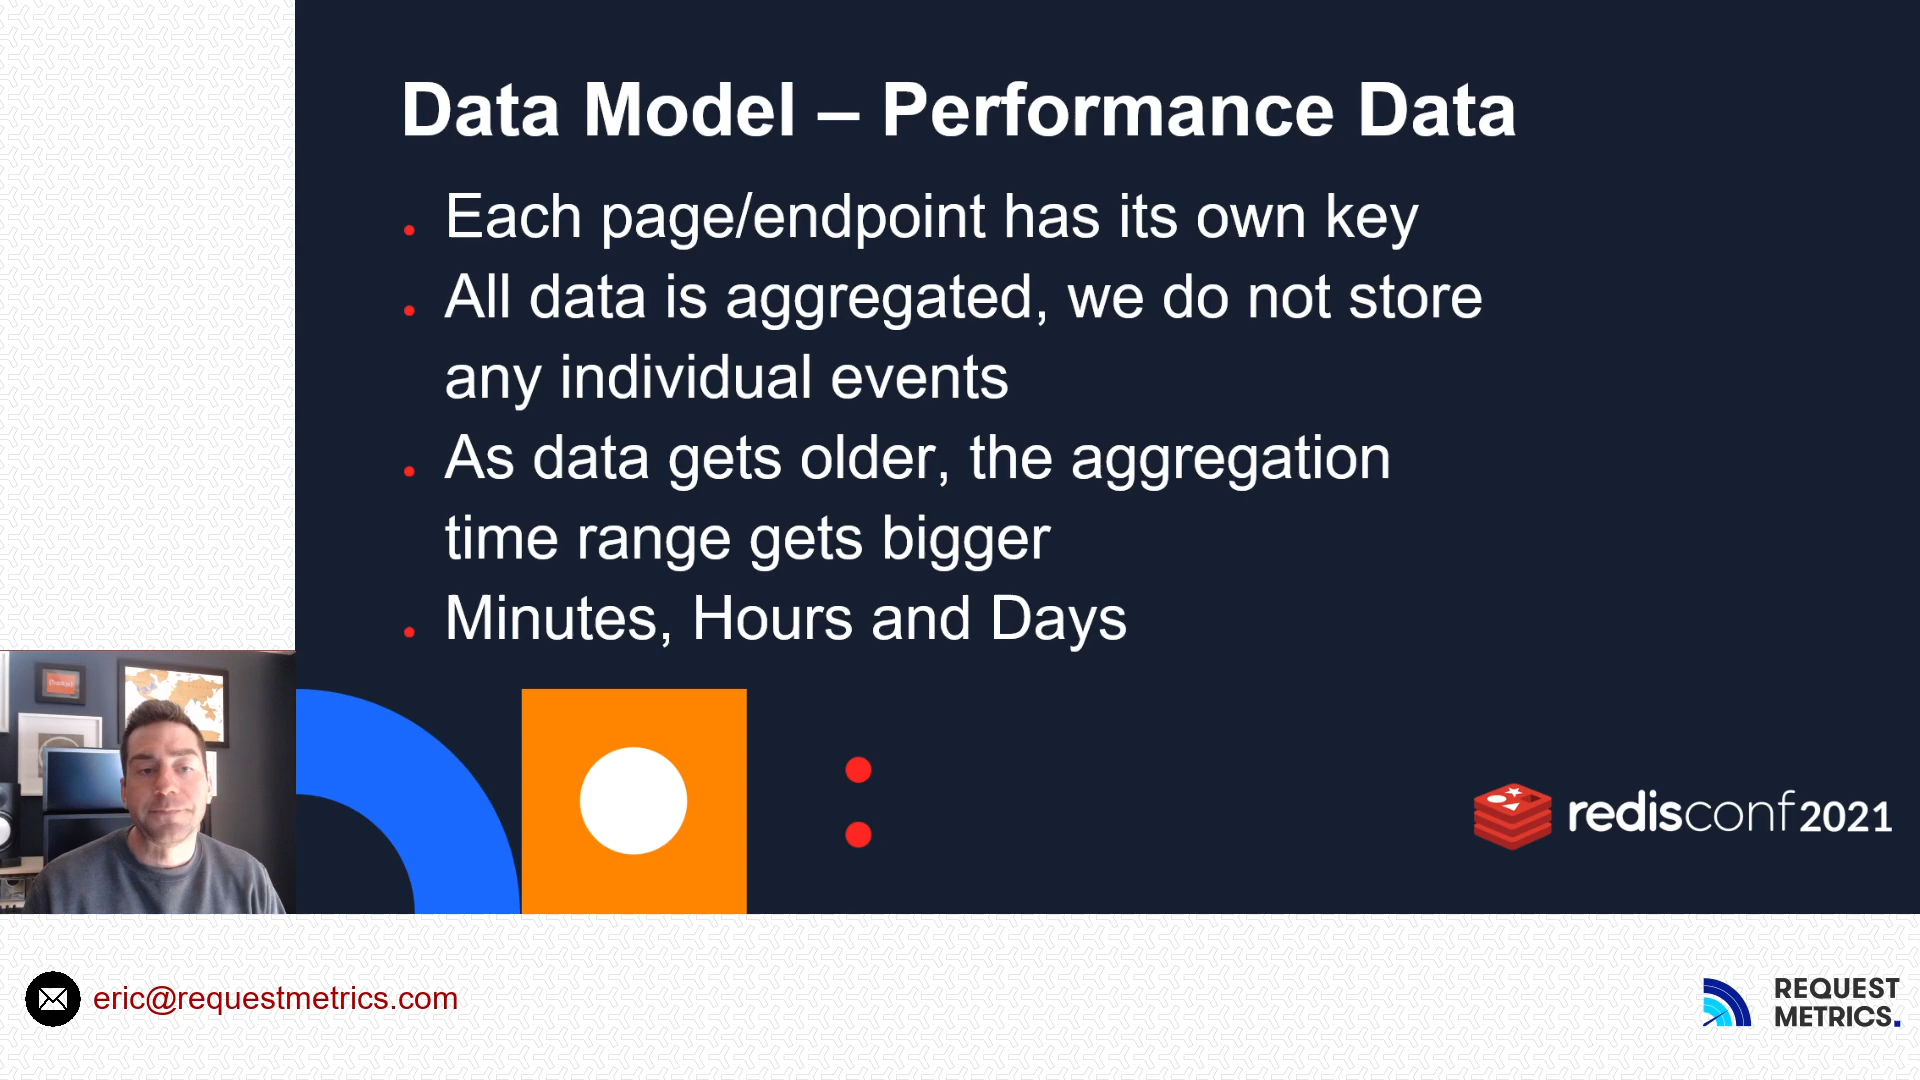 Data Model – Performance Data
Each page/endpoint has its own key
All data is aggregated, we do not store
any individual events
As data gets older, the aggregation
time range gets bigger
Minutes, Hours and Days
redisconf2021
eric@requestmetrics.com
REQUEST
METRICS.